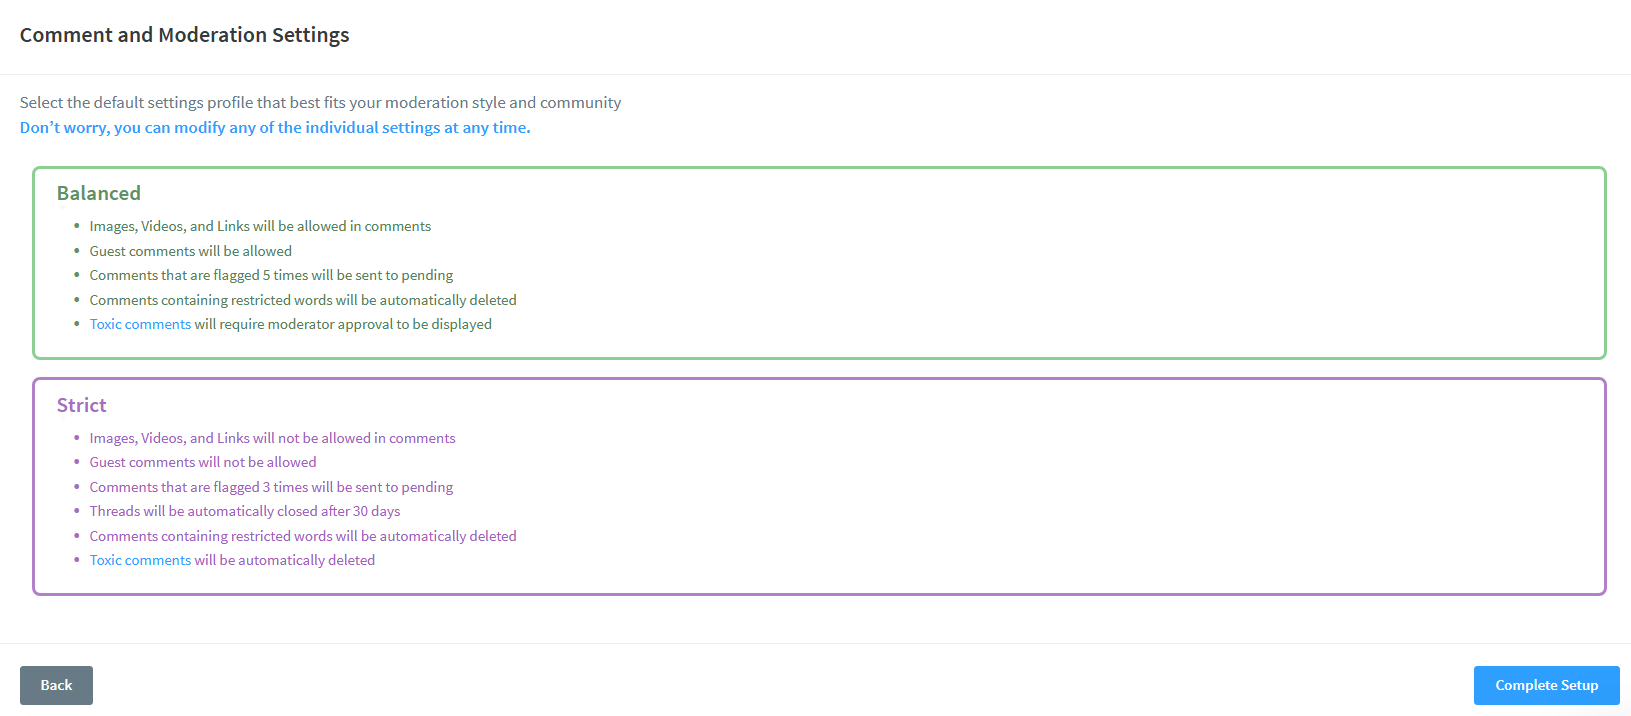 Comment and Moderation Settings
Select the default settings profile that best fits your moderation style and community
Don’t worry, you can modify any of the individual settings at any time.
Balanced
• Images, Videos, and Links will be allowed in comments
• Guest comments will be allowed
• Comments that are flagged 5 times will be sent to pending
• Comments containing restricted words will be automatically deleted
• Toxic comments will require moderator approval to be displayed
Strict
• Images, Videos, and Links will not be allowed in comments
• Guest comments will not be allowed
• Comments that are flagged 3 times will be sent to pending
• Threads will be automatically closed after 30 days
• Comments containing restricted words will be automatically deleted
• Toxic comments will be automatically deleted
Back
Complete Setup